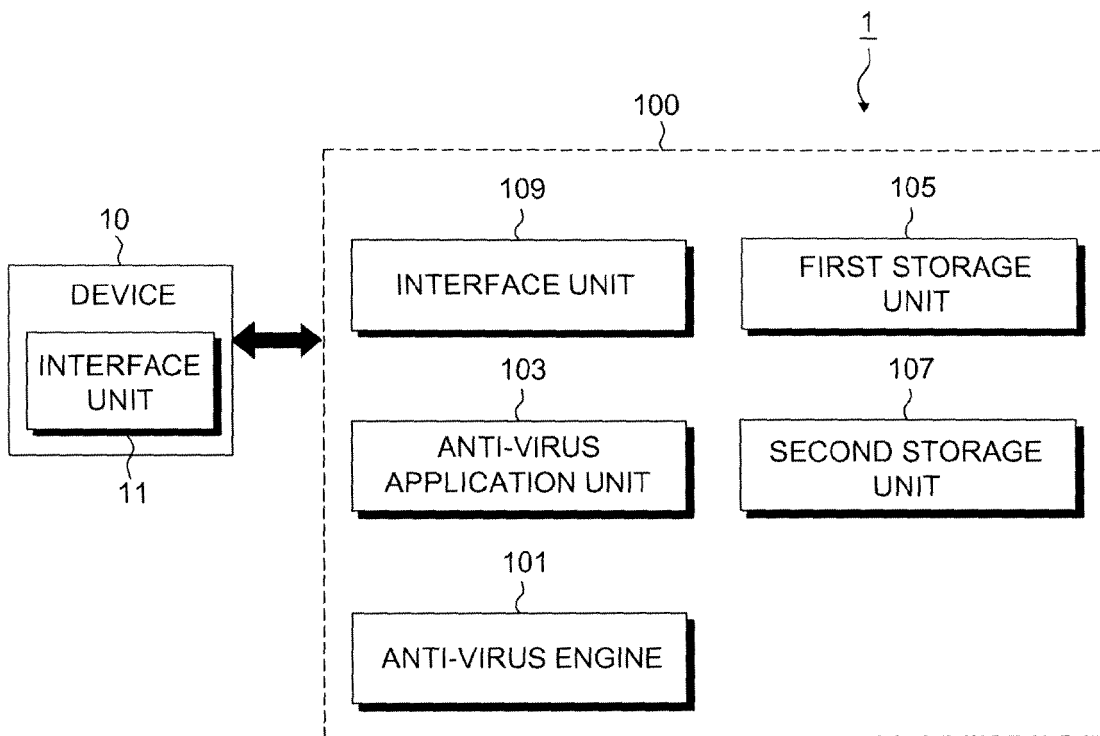 1
100
109
105
10
INTERFACE UNIT
FIRST STORAGE
UNIT
DEVICE
INTERFACE
UNIT
11
103
107
ANTI-VIRUS
APPLICATION UNIT
SECOND STORAGE
UNIT
101
ANTI-VIRUS ENGINE